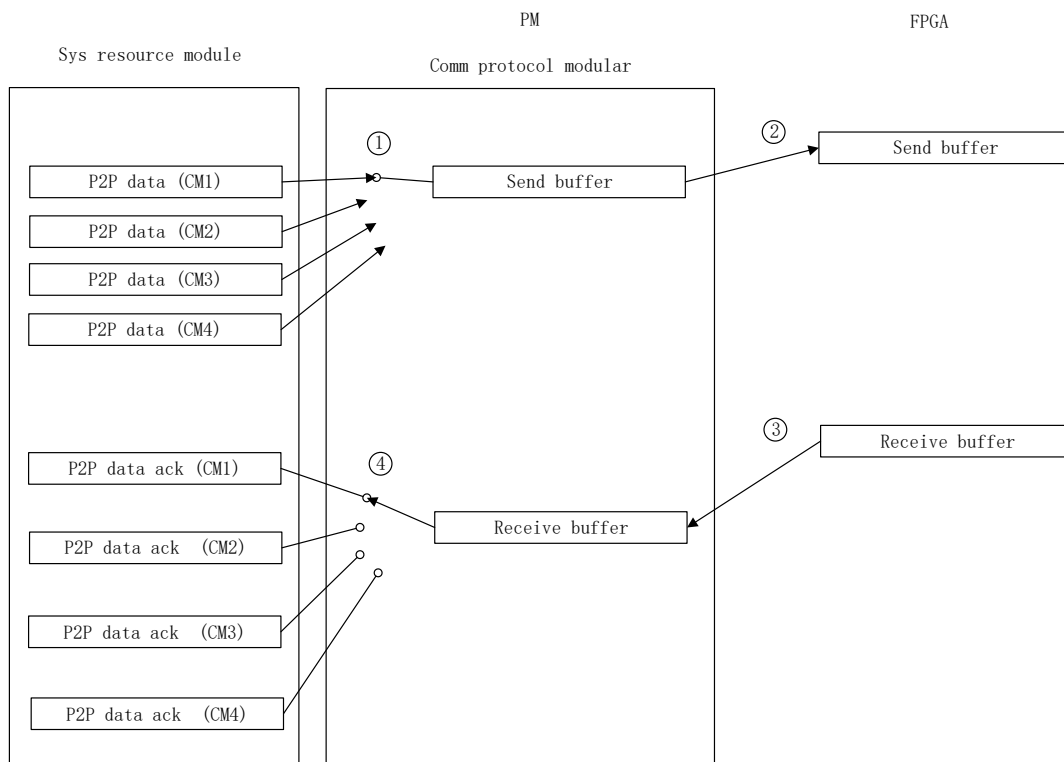 PM
FPGA
Sys resource module
Comm protocol modular
①
②
P2P data (CM1)
Send buffer
Send buffer
P2P data (CM2)
P2P data (CM3)
P2P data (CM4)
③
P2P data ack (CM1)
④
Receive buffer
Receive buffer
P2P data ack (CM2)
P2P data ack (CM3)
P2P data ack (CM4)